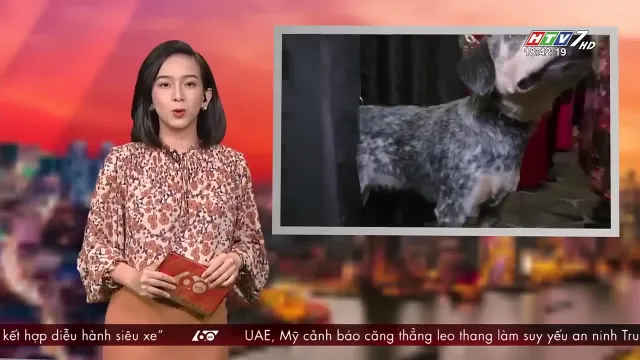 HTV7 HD
18:42:19
kết hợp diễu hành siêu xe” 60 UAE, Mỹ cảnh báo căng thẳng leo thang làm suy yếu an ninh Tru